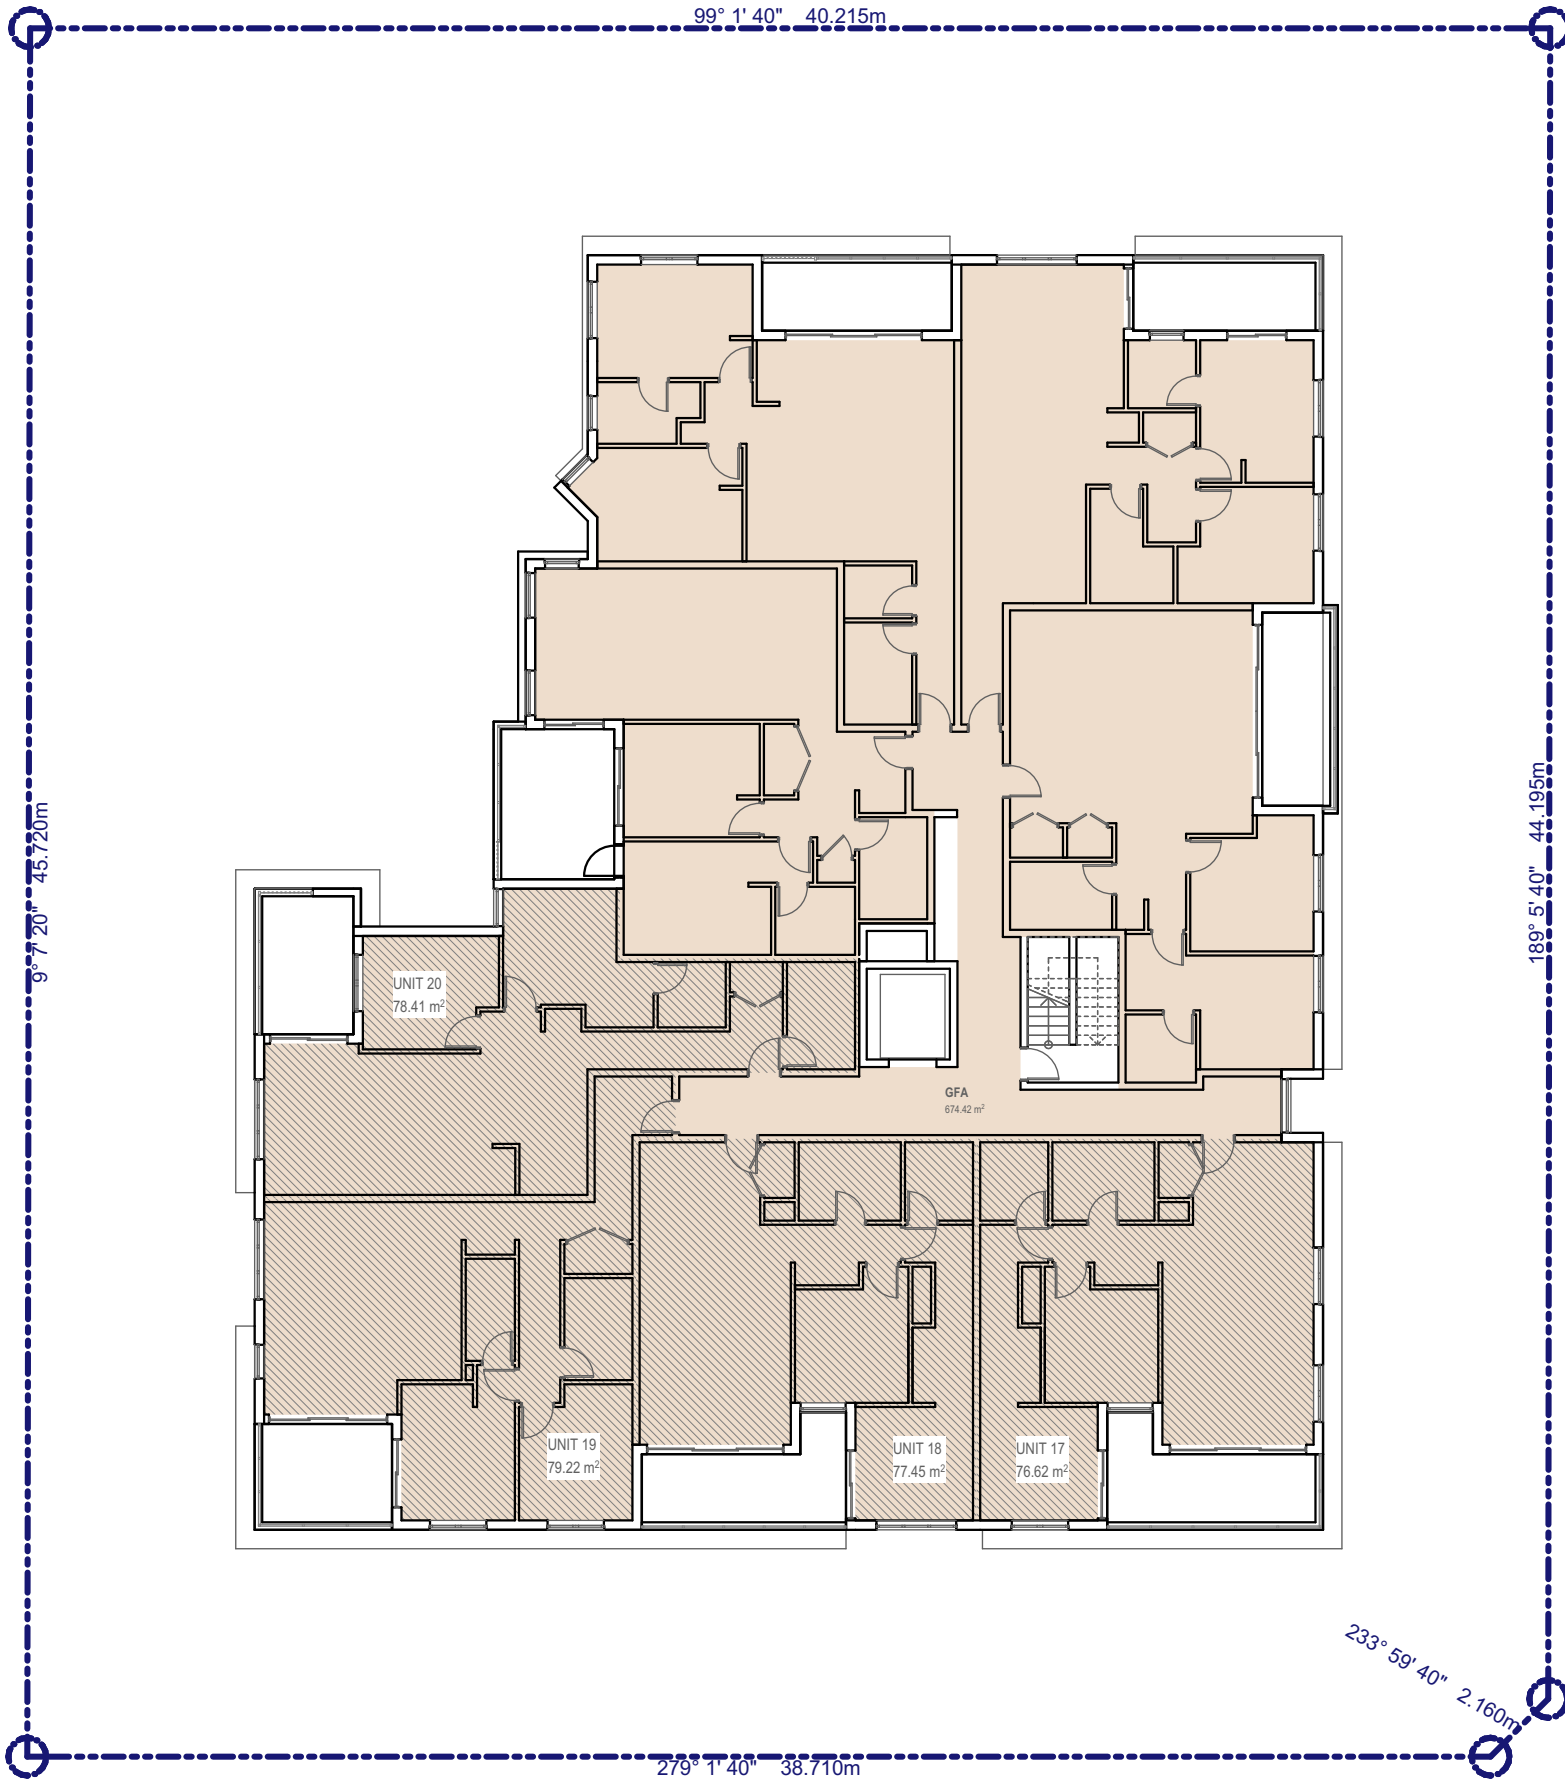 99° 1' 40" 40.215m
9° 7' 20" 45.720m
189° 5' 40" 44.195m
UNIT 20
78.41 m²
GFA
674.42 m²
UNIT 19
79.22 m²
UNIT 18
77.45 m²
UNIT 17
76.62 m²
233° 59' 40" 2.160m
279° 1' 40" 38.710m